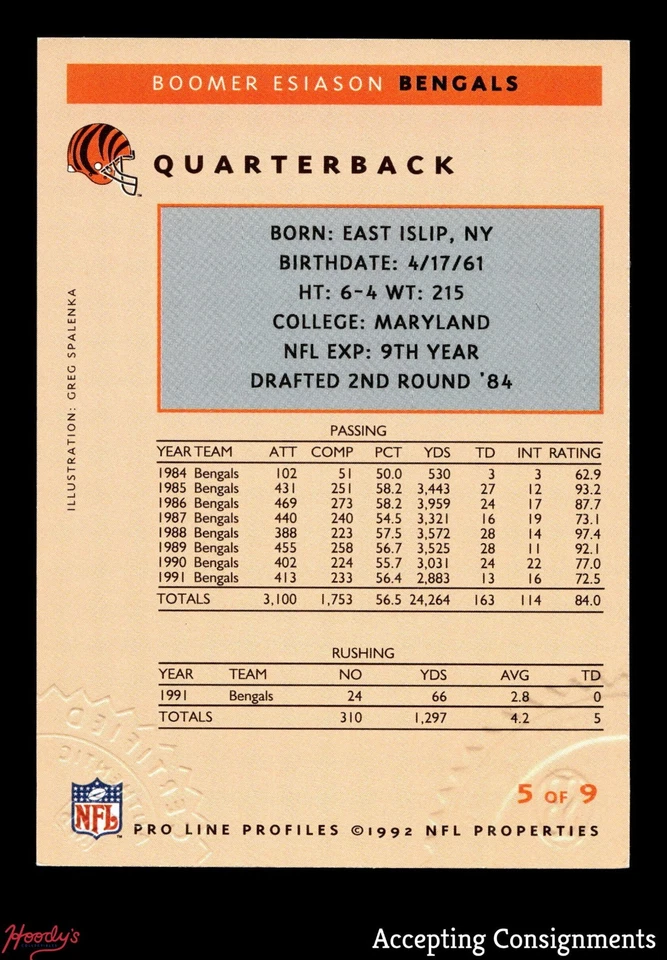 BOOMER ESIASON BENGALS
QUARTERBACK
BORN: EAST ISLIP, NY
BIRTHDATE: 4/17/61
HT: 6-4 WT: 215
COLLEGE: MARYLAND
NFL EXP: 9TH YEAR
DRAFTED 2ND ROUND '84
ILLUSTRATION: GREG SPALENKA
PASSING
YEAR TEAM ATT COMP PCT YDS TD INT RATING
1984 Bengals 102 51 50.0 530 3 3 62.9
1985 Bengals 431 251 58.2 3,443 27 12 93.2
1986 Bengals 469 273 58.2 3,959 24 17 87.7
1987 Bengals 440 240 54.5 3,321 16 19 73.1
1988 Bengals 388 223 57.5 3,572 28 14 97.4
1989 Bengals 455 258 56.7 3,525 28 11 92.1
1990 Bengals 402 224 55.7 3,031 24 22 77.0
1991 Bengals 413 233 56.4 2,883 13 16 72.5
TOTALS 3,100 1,753 56.5 24,264 163 114 84.0
RUSHING
YEAR TEAM NO YDS AVG TD
1991 Bengals 24 66 2.8 0
TOTALS 310 1,297 4.2 5
CERTIFIED
AUTHENTIC
5 OF 9
NFL
PRO LINE PROFILES ©1992 NFL PROPERTIES
Hoody's
Accepting Consignments